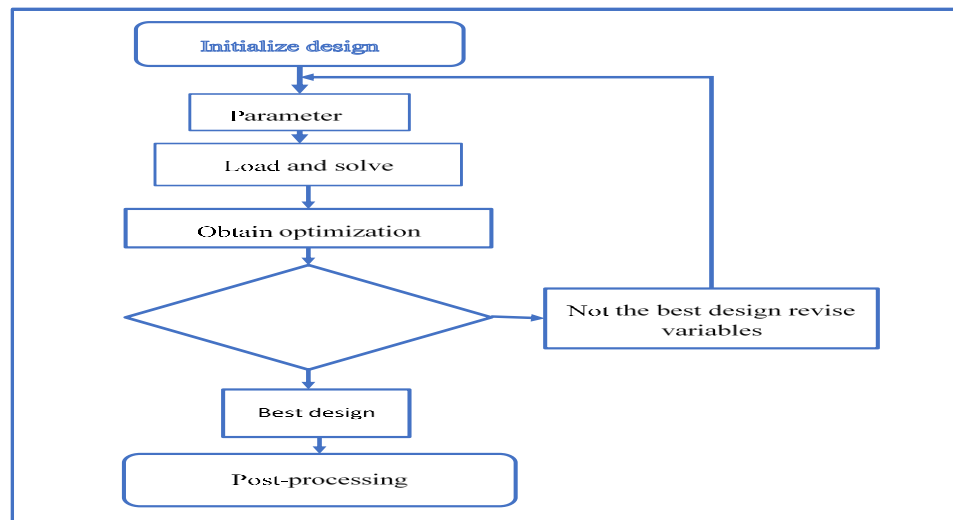 Initialize design
Parameter
Load and solve
Obtain optimization
Not the best design revise
variables
Best design
Post-processing